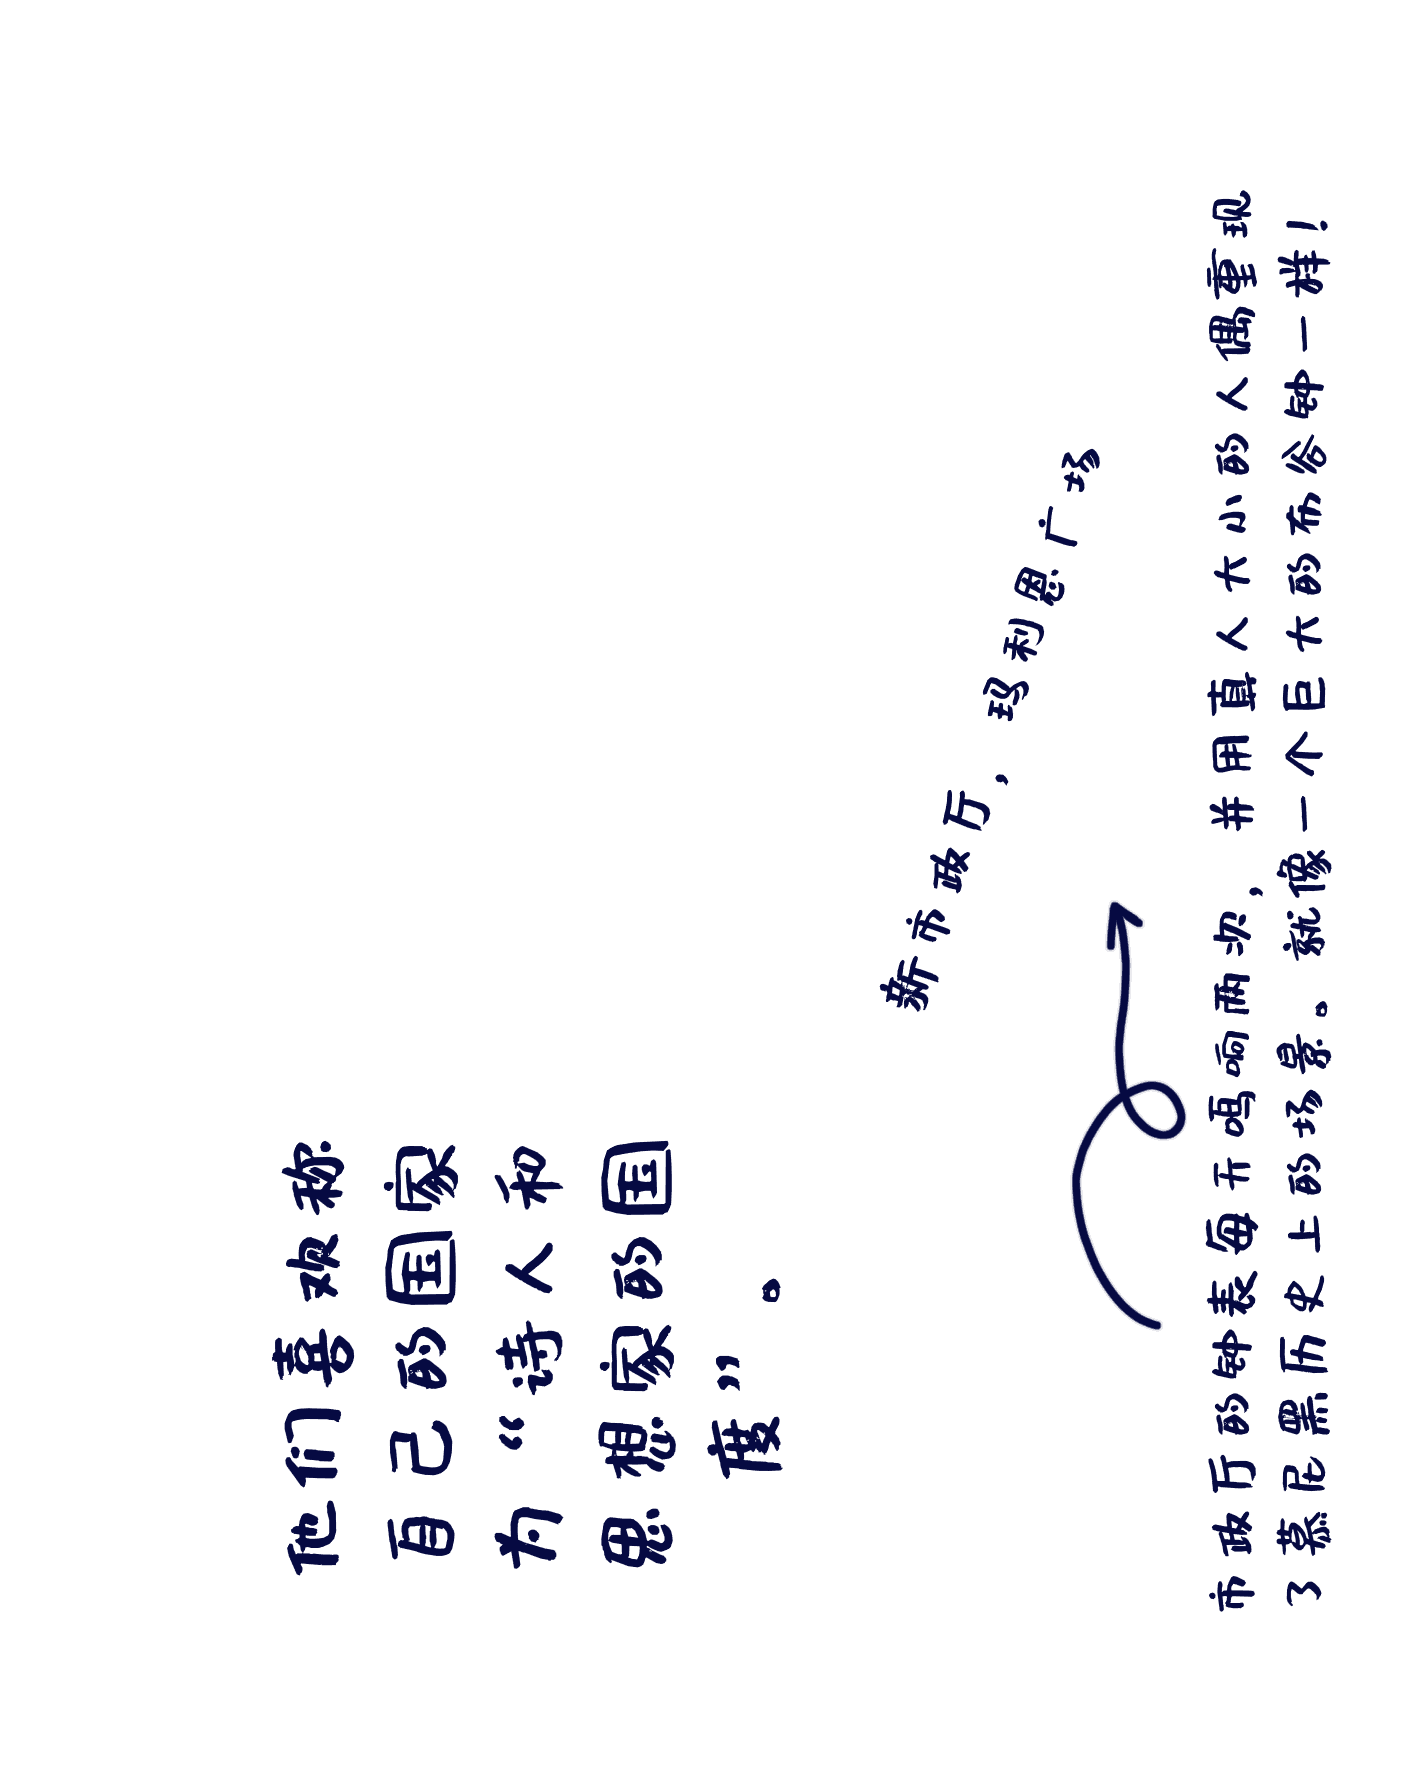 他们喜欢称
自己的国家
为“诗人和
思想家的国
度”。
新市政厅，玛利恩广场
市政厅的钟表每天鸣响两次，并用真人大小的人偶重现
了慕尼黑历史上的场景。就像一个巨大的布谷钟一样！